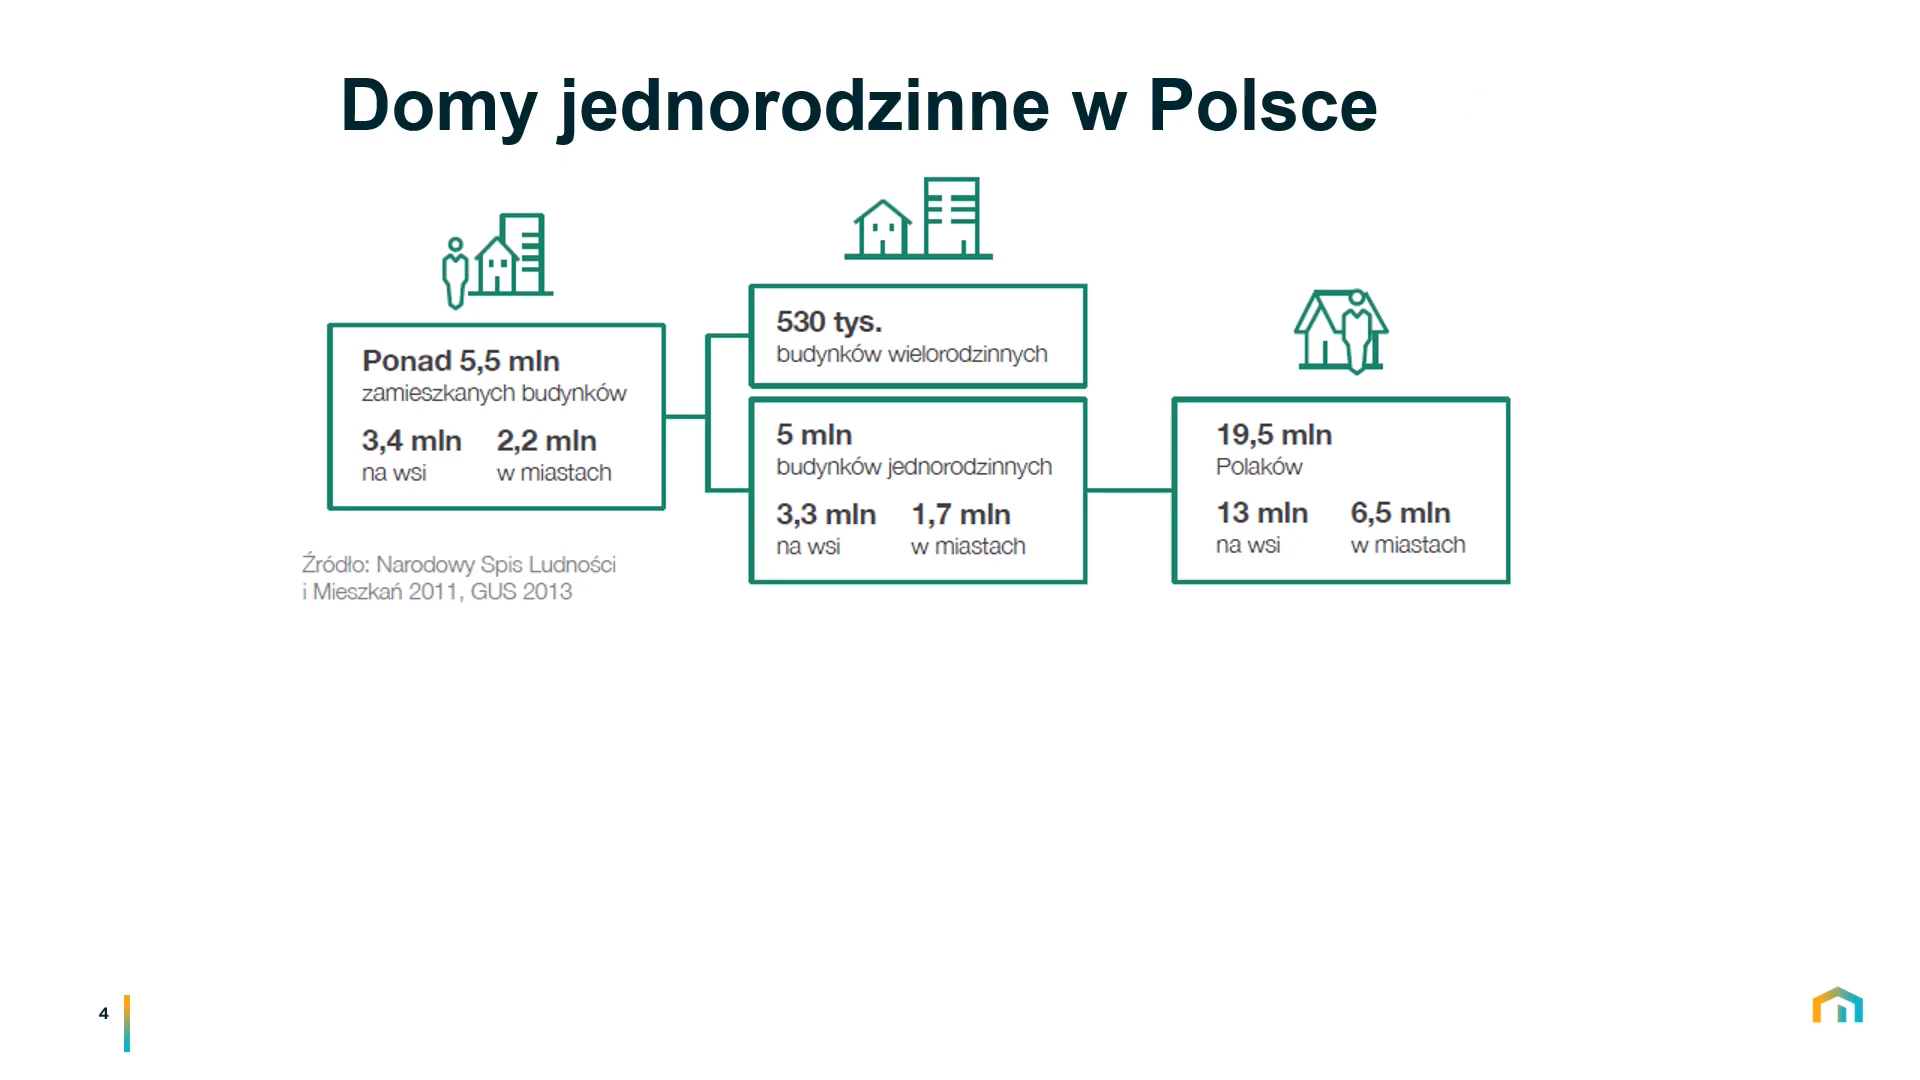 Domy jednorodzinne w Polsce
Ponad 5,5 mln
zamieszkanych budynków
3,4 mln 2,2 mln
na wsi w miastach
530 tys.
budynków wielorodzinnych
5 mln
budynków jednorodzinnych
3,3 mln 1,7 mln
na wsi w miastach
19,5 mln
Polaków
13 mln 6,5 mln
na wsi w miastach
Źródło: Narodowy Spis Ludności
i Mieszkań 2011, GUS 2013
4